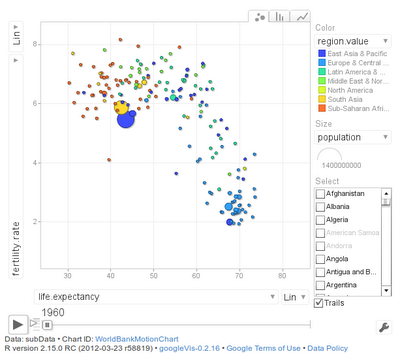 Lin
8
6
4
2
fertility.rate
30 40 50 60 70 80
life.expectancy
Lin
1960
Color
region.value
East Asia & Pacific
Europe & Central ...
Latin America & ...
Middle East & Nor...
North America
South Asia
Sub-Saharan Afri...
Size
population
1400000000
Select
Afghanistan
Albania
Algeria
American Samoa
Andorra
Angola
Antigua and B...
Argentina
Trails
Data: subData • Chart ID: WorldBankMotionChart
R version 2.15.0 RC (2012-03-23 r58819) • googleVis-0.2.16 • Google Terms of Use • Data Policy